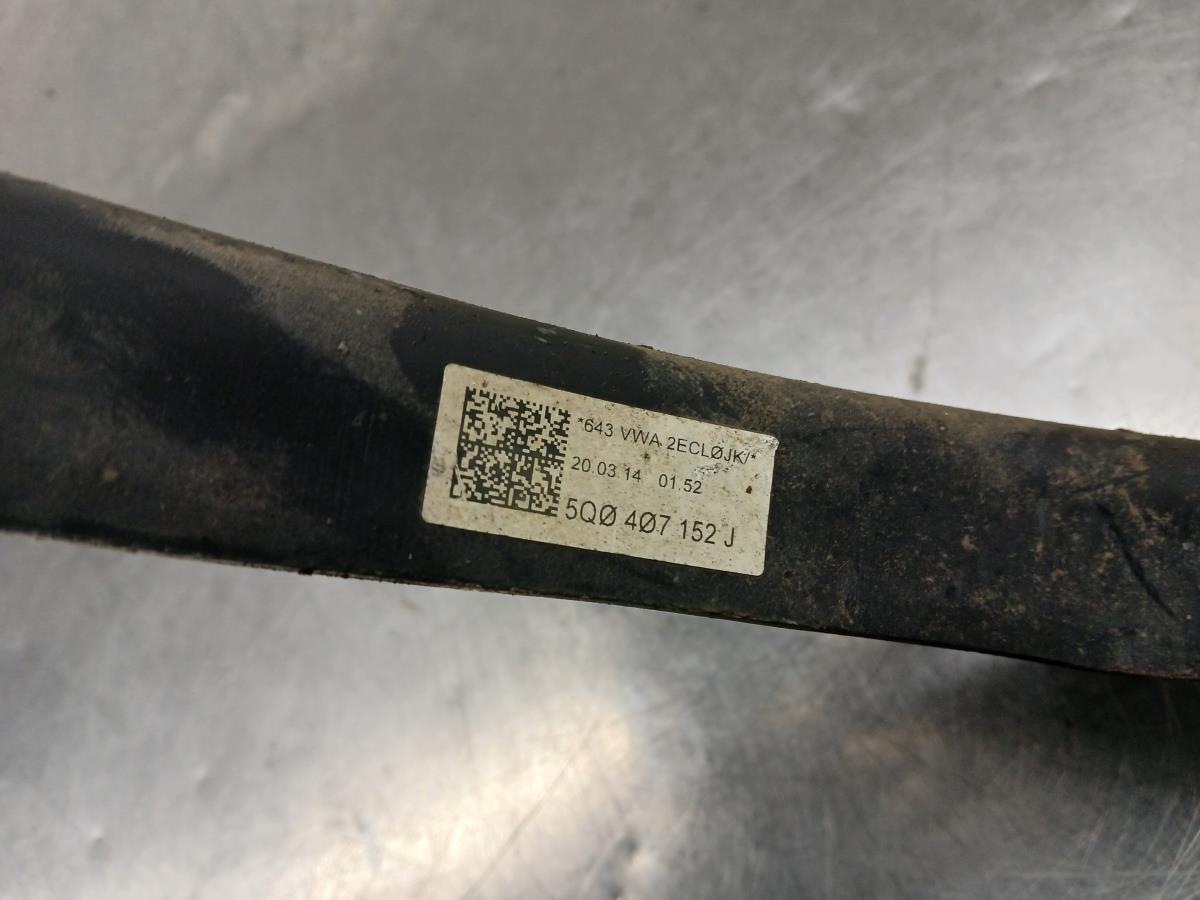 *643 VWA 2ECLØJK/*
20.03.14 01.52
5QØ 4Ø7 152 J